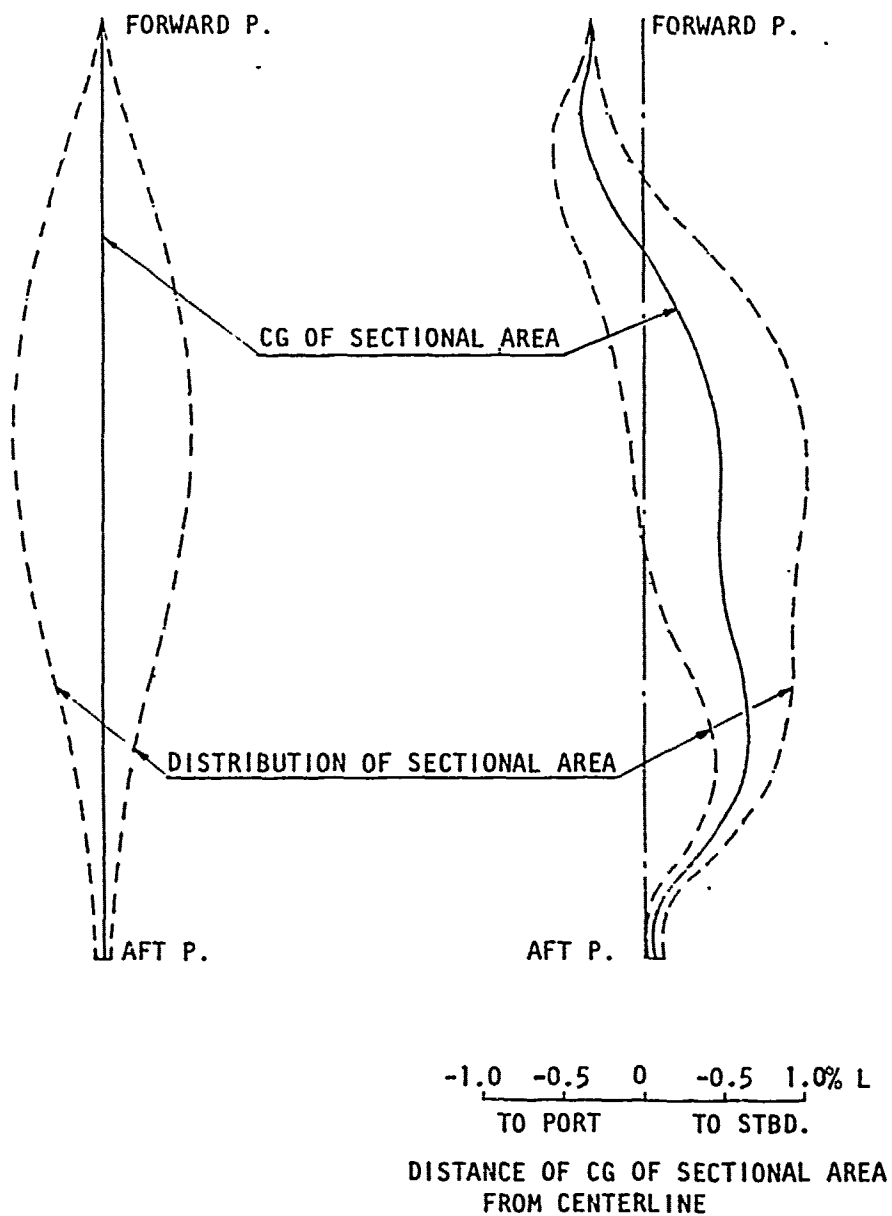 FORWARD P. FORWARD P.
CG OF SECTIONAL AREA
DISTRIBUTION OF SECTIONAL AREA
AFT P. AFT P.
-1.0 -0.5 0 -0.5 1.0% L
TO PORT TO STBD.
DISTANCE OF CG OF SECTIONAL AREA
FROM CENTERLINE